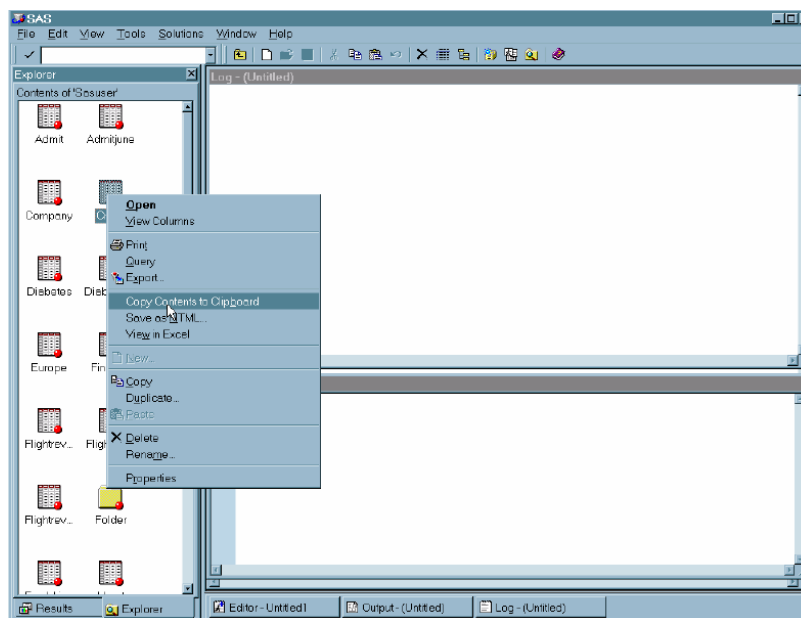 SAS
File Edit View Tools Solutions Window Help
Explorer
Contents of 'Sasuser'
Log - (Untitled)
Admit Admitjune
Company
Diabetes
Europe
Flightrev...
Flightrev... Folder
Open
View Columns
Print
Query
Export...
Copy Contents to Clipboard
Save as HTML...
View in Excel
New...
Copy
Duplicate...
Paste
Delete
Rename...
Properties
Results Explorer Editor - Untitled1 Output - (Untitled) Log - (Untitled)